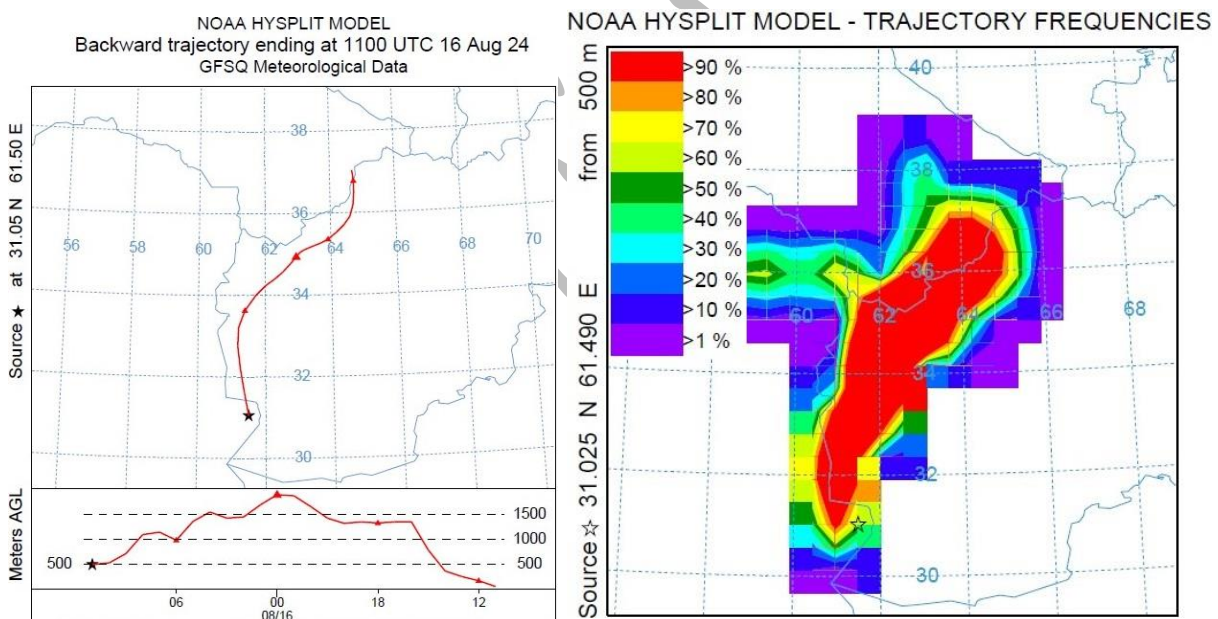 NOAA HYSPLIT MODEL
Backward trajectory ending at 1100 UTC 16 Aug 24
GFSQ Meteorological Data
Source ★ at 31.05 N 61.50 E
38
36
56 58 60 62 64 66 68 70
34
32
30
Meters AGL
1500
1000
500 500
06 00 18 12
08/16
NOAA HYSPLIT MODEL - TRAJECTORY FREQUENCIES
Source ☆ 31.025 N 61.490 E from 500 m
>90 %
>80 %
>70 %
>60 %
>50 %
>40 %
>30 %
>20 %
>10 %
>1 %
40
38
36
60 62 64 66 68
34
32
30